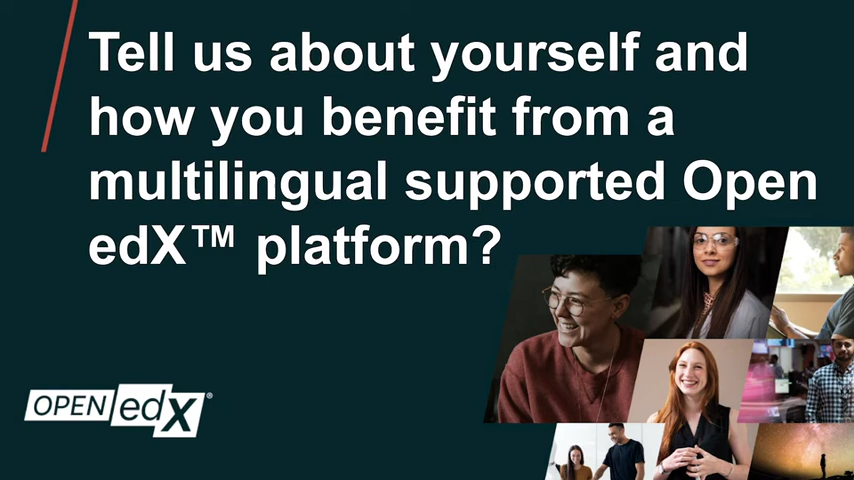 Tell us about yourself and
how you benefit from a
multilingual supported Open
edX™ platform?
OPEN edX®